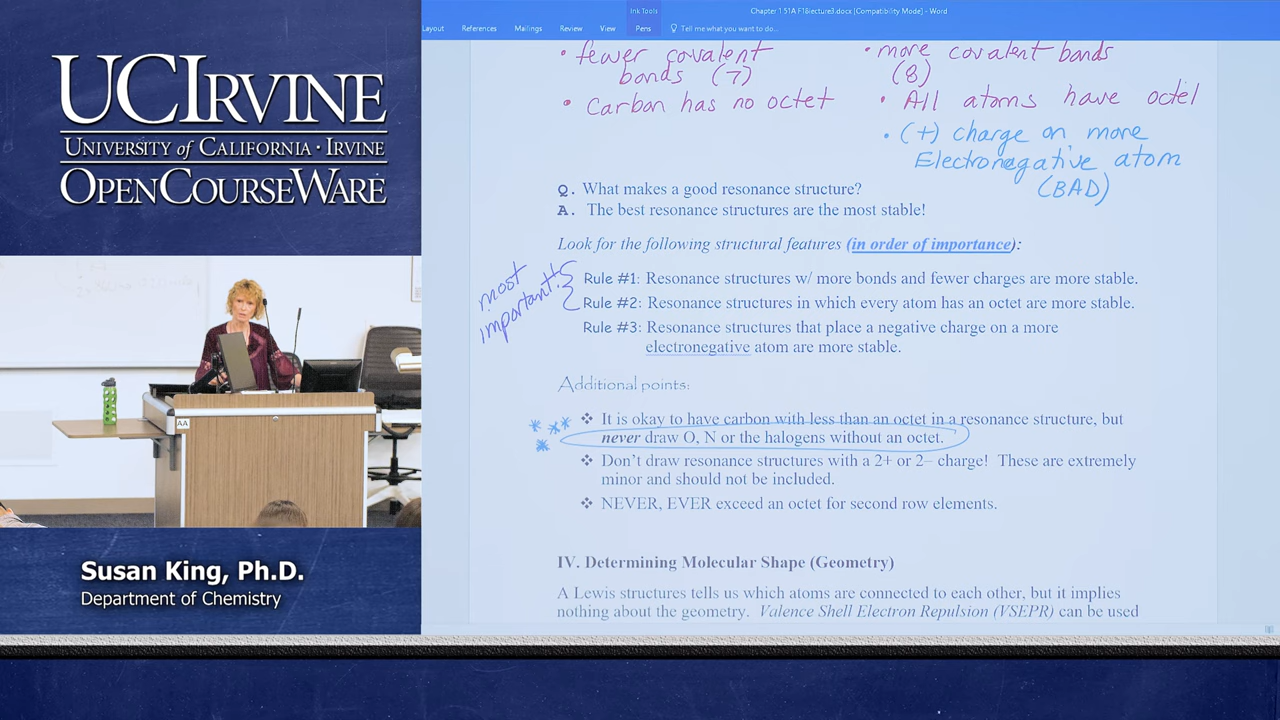 UCIRVINE
UNIVERSITY of CALIFORNIA · IRVINE
OPENCOURSEWARE
AA
Susan King, Ph.D.
Department of Chemistry
Ink Tools
Chapter 1 51A F18lecture3.docx [Compatibility Mode] - Word
Layout References Mailings Review View Pens Tell me what you want to do...
• fewer covalent
bonds (7)
• Carbon has no octet
• more covalent bonds
(8)
• All atoms have octet
• (+) charge on more
Electronegative atom
(BAD)
Q. What makes a good resonance structure?
A. The best resonance structures are the most stable!
Look for the following structural features (in order of importance):
most
important!
Rule #1: Resonance structures w/ more bonds and fewer charges are more stable.
Rule #2: Resonance structures in which every atom has an octet are more stable.
Rule #3: Resonance structures that place a negative charge on a more
electronegative atom are more stable.
Additional points:
❖ It is okay to have carbon with less than an octet in a resonance structure, but
never draw O, N or the halogens without an octet.
❖ Don't draw resonance structures with a 2+ or 2– charge! These are extremely
minor and should not be included.
❖ NEVER, EVER exceed an octet for second row elements.
IV. Determining Molecular Shape (Geometry)
A Lewis structures tells us which atoms are connected to each other, but it implies
nothing about the geometry. Valence Shell Electron Repulsion (VSEPR) can be used